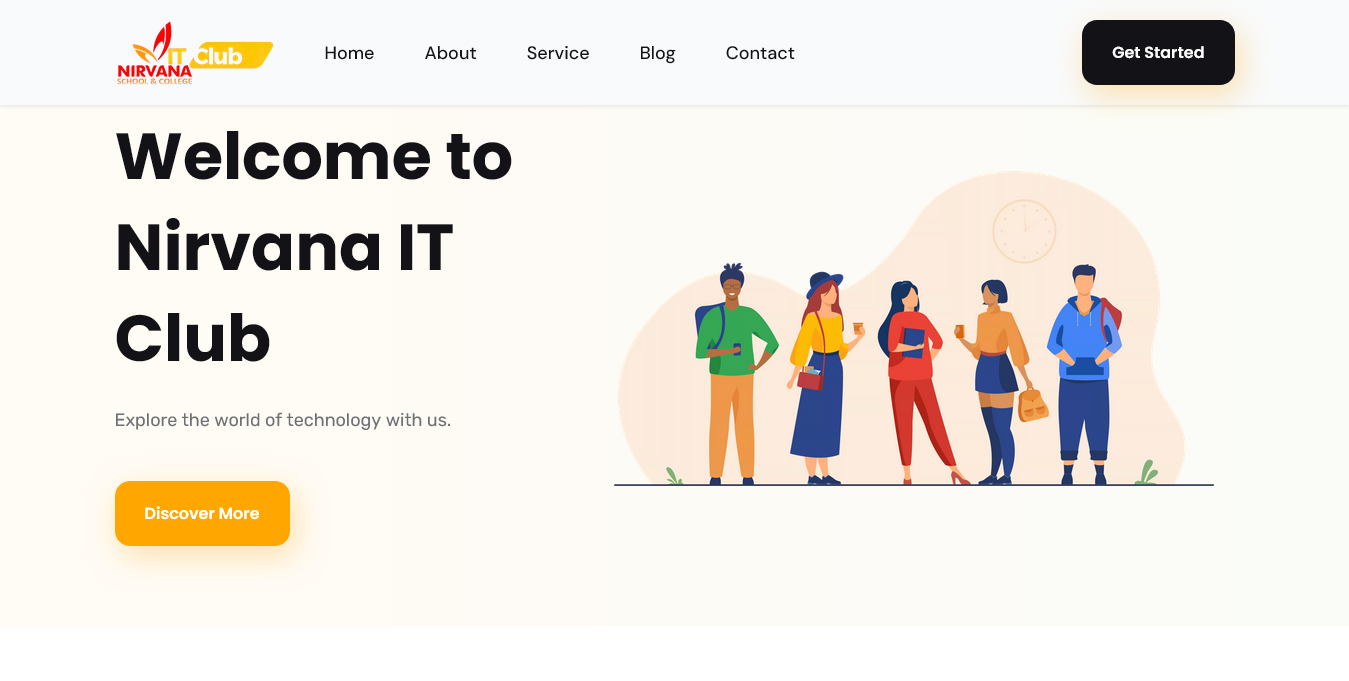 IT Club
NIRVANA
SCHOOL & COLLEGE
Home
About
Service
Blog
Contact
Get Started
Welcome to
Nirvana IT
Club
Explore the world of technology with us.
Discover More